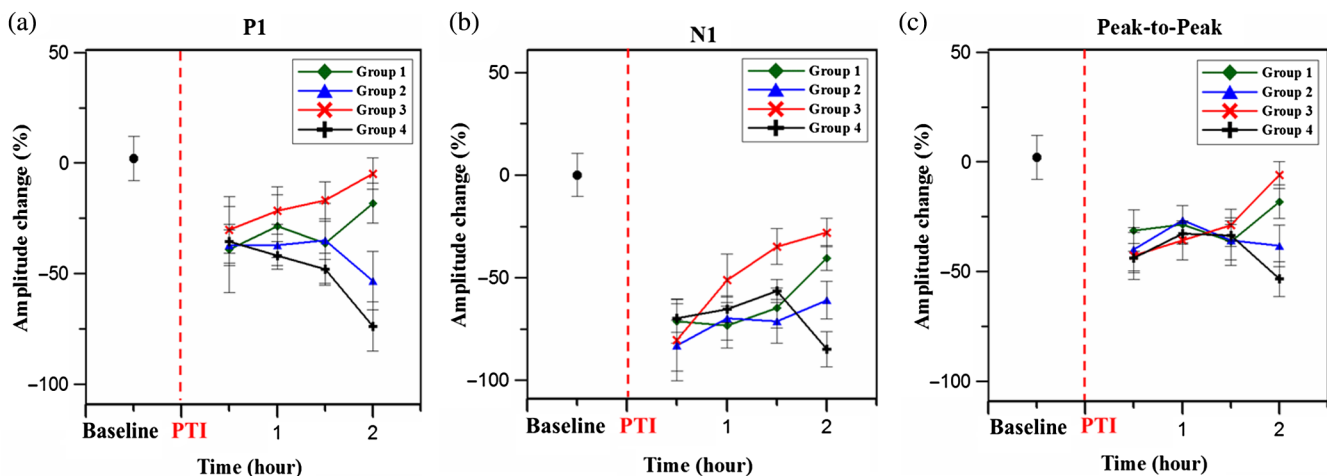 (a)
P1
50
0
−50
−100
Amplitude change (%)
Group 1
Group 2
Group 3
Group 4
Baseline PTI 1 2
Time (hour)
(b)
N1
50
0
−50
−100
Amplitude change (%)
Group 1
Group 2
Group 3
Group 4
Baseline PTI 1 2
Time (hour)
(c)
Peak-to-Peak
50
0
−50
−100
Amplitude change (%)
Group 1
Group 2
Group 3
Group 4
Baseline PTI 1 2
Time (hour)